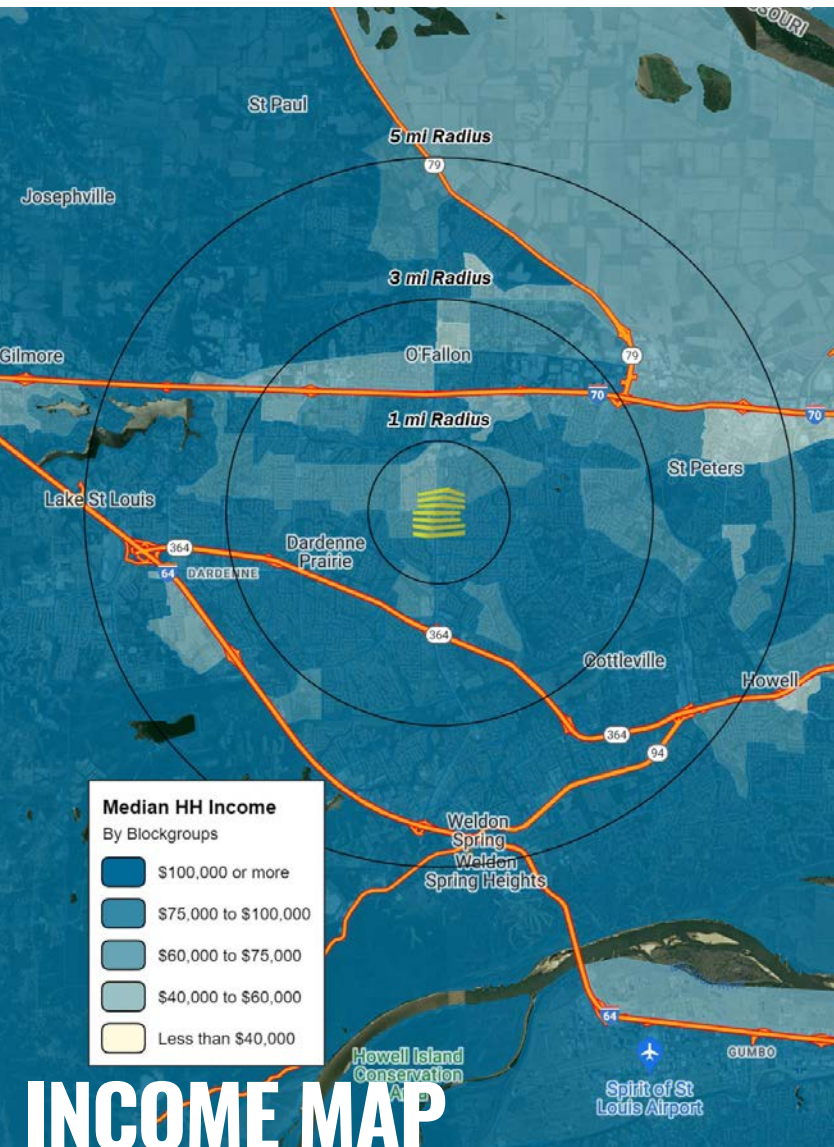 SOURI
St Paul
5 mi Radius
79
Josephville
3 mi Radius
Gilmore
O'Fallon
79
70
70
1 mi Radius
St Peters
Lake St Louis
364
Dardenne
Prairie
64
DARDENNE
364
Cottleville
Howell
364
94
Median HH Income
By Blockgroups
$100,000 or more
$75,000 to $100,000
$60,000 to $75,000
$40,000 to $60,000
Less than $40,000
Weldon
Spring
Weldon
Spring Heights
64
GUMBO
Howell Island
Conservation
Spirit of St
Louis Airport
INCOME MAP